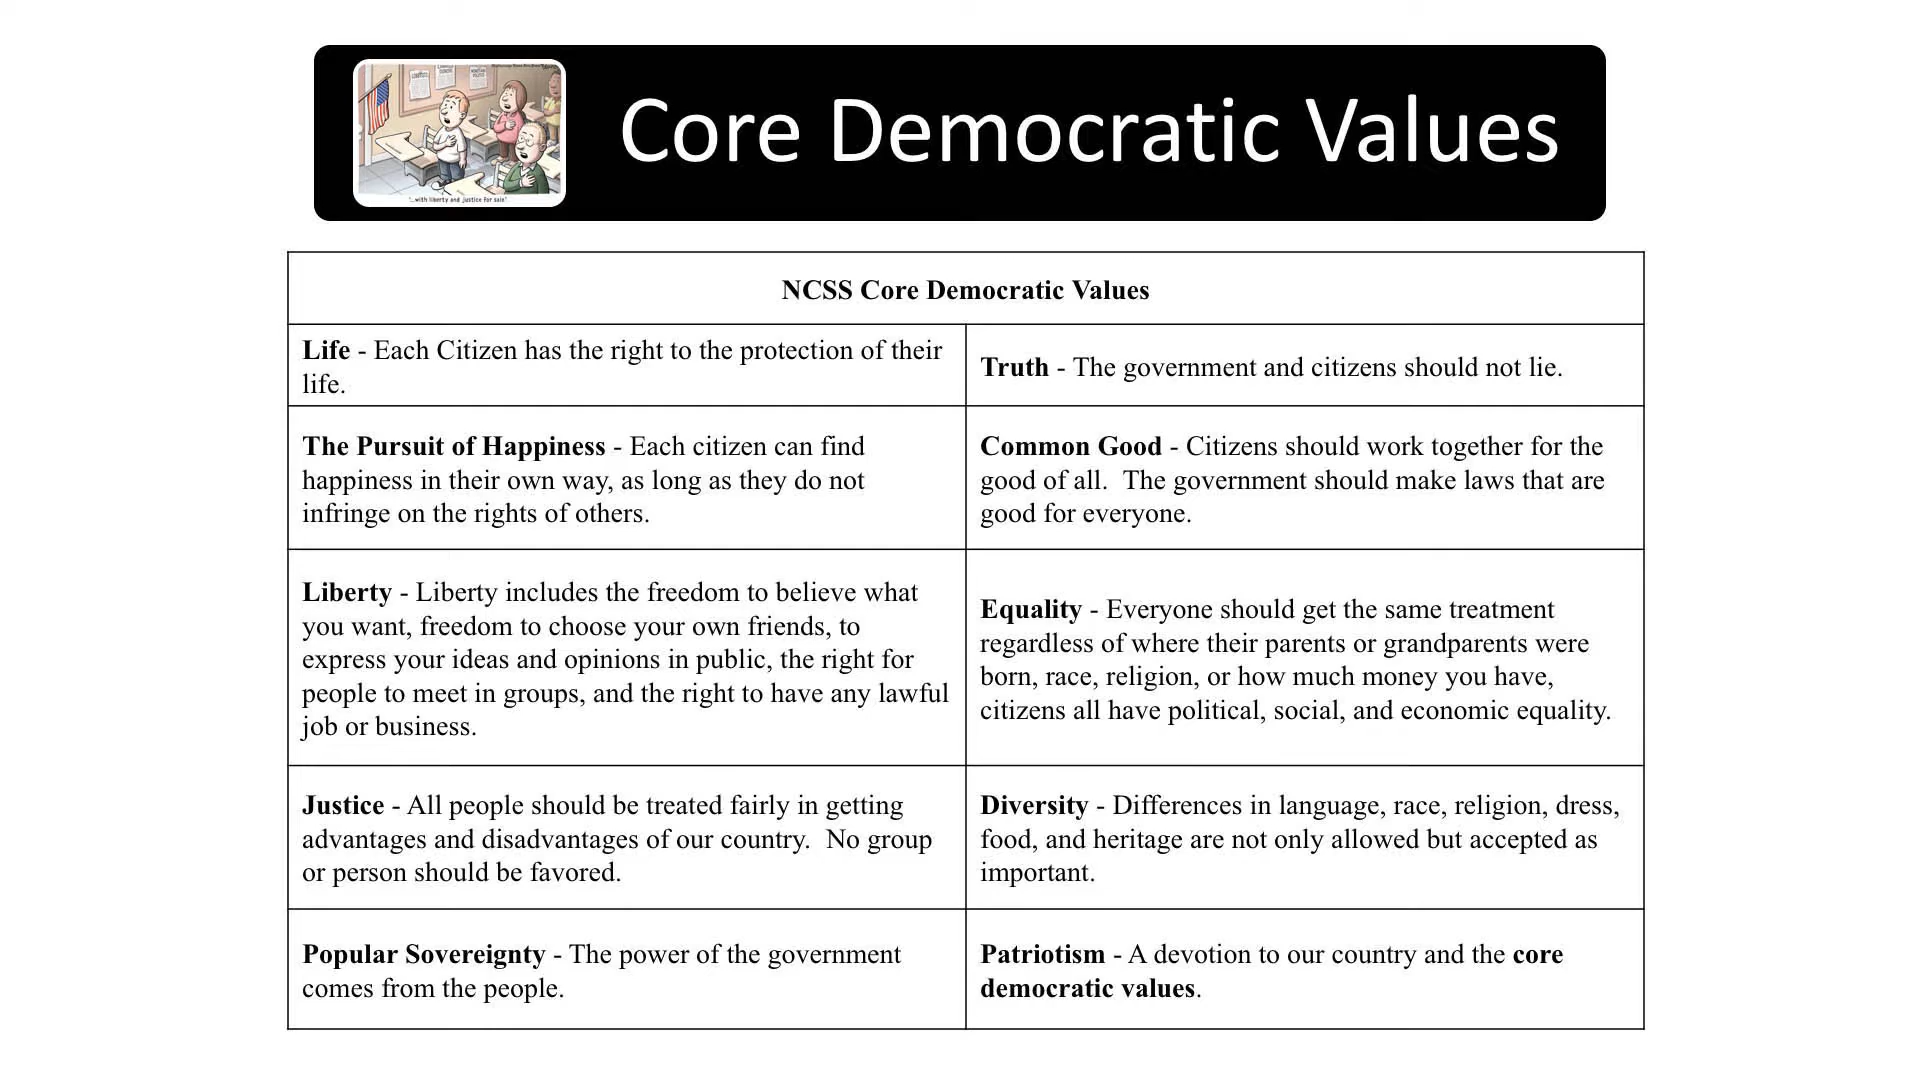 Core Democratic Values
"...with liberty and justice for sale"
NCSS Core Democratic Values
Life - Each Citizen has the right to the protection of their
life.
Truth - The government and citizens should not lie.
The Pursuit of Happiness - Each citizen can find
happiness in their own way, as long as they do not
infringe on the rights of others.
Common Good - Citizens should work together for the
good of all.  The government should make laws that are
good for everyone.
Liberty - Liberty includes the freedom to believe what
you want, freedom to choose your own friends, to
express your ideas and opinions in public, the right for
people to meet in groups, and the right to have any lawful
job or business.
Equality - Everyone should get the same treatment
regardless of where their parents or grandparents were
born, race, religion, or how much money you have,
citizens all have political, social, and economic equality.
Justice - All people should be treated fairly in getting
advantages and disadvantages of our country.  No group
or person should be favored.
Diversity - Differences in language, race, religion, dress,
food, and heritage are not only allowed but accepted as
important.
Popular Sovereignty - The power of the government
comes from the people.
Patriotism - A devotion to our country and the core
democratic values.